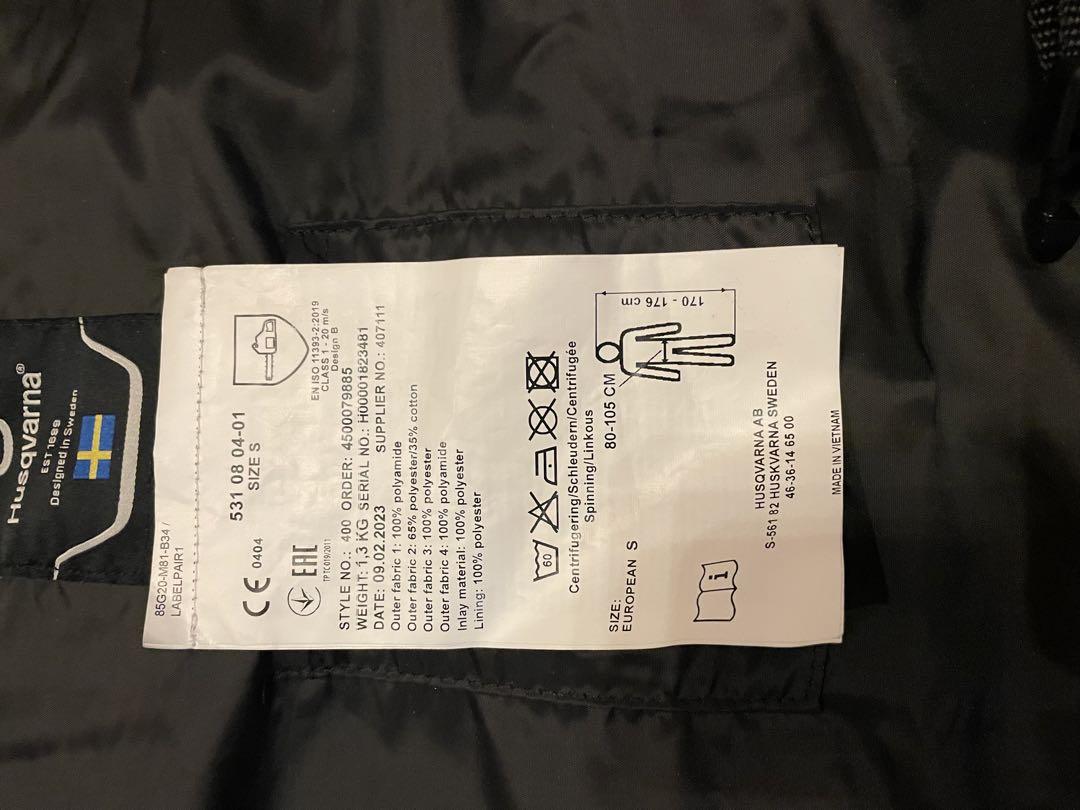 Husqvarna®
EST 1689
Designed in Sweden
85G20-M81-B34 /
LABELPAIR1
531 08 04-01
CE 0404 SIZE S
EAC
TP TC019/2011
EN ISO 11393-2:2019
CLASS 1 - 20 m/s
Design B
STYLE NO.: 400 ORDER: 4500079885
WEIGHT: 1,3 KG SERIAL NO.: H00001823481
DATE: 09.02.2023 SUPPLIER NO.: 407111
Outer fabric 1: 100% polyamide
Outer fabric 2: 65% polyester/35% cotton
Outer fabric 3: 100% polyester
Outer fabric 4: 100% polyamide
Inlay material: 100% polyester
Lining: 100% polyester
60
Centrifugering/Schleudern/Centrifugée
Spinning/Linkous
80-105 CM
170 - 176 cm
SIZE:
EUROPEAN S
i
HUSQVARNA AB
S-561 82 HUSKVARNA SWEDEN
46-36-14 65 00
MADE IN VIETNAM